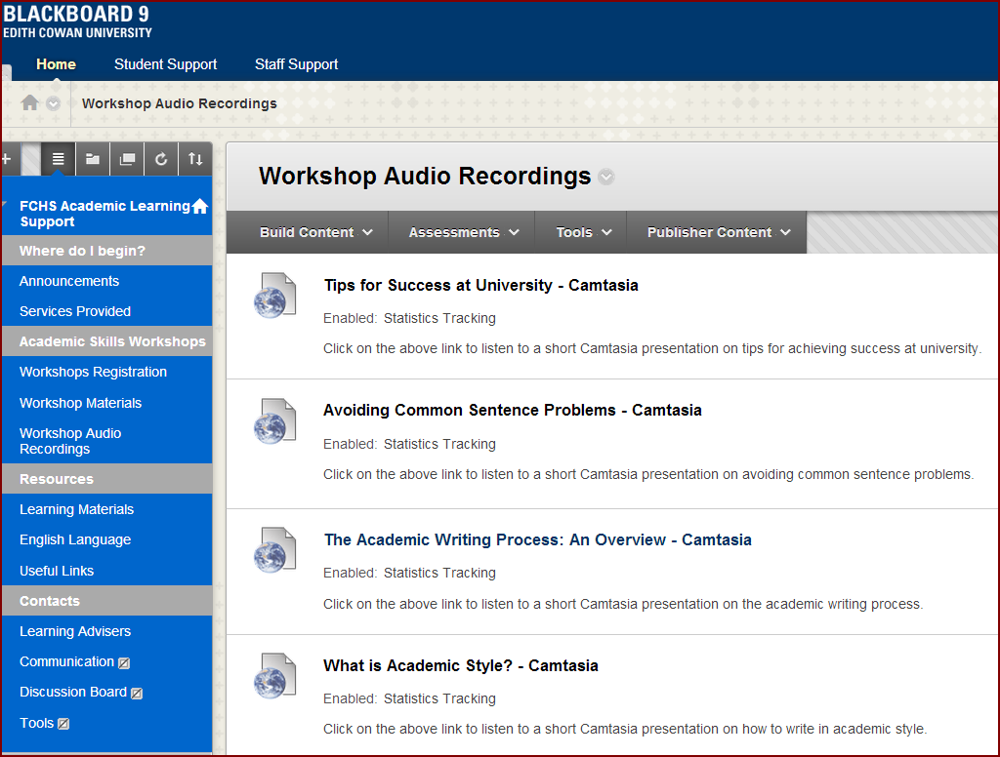 BLACKBOARD 9
EDITH COWAN UNIVERSITY
Home Student Support Staff Support
Workshop Audio Recordings
FCHS Academic Learning
Support
Where do I begin?
Announcements
Services Provided
Academic Skills Workshops
Workshops Registration
Workshop Materials
Workshop Audio
Recordings
Resources
Learning Materials
English Language
Useful Links
Contacts
Learning Advisers
Communication
Discussion Board
Tools
Workshop Audio Recordings
Build Content Assessments Tools Publisher Content
Tips for Success at University - Camtasia
Enabled: Statistics Tracking
Click on the above link to listen to a short Camtasia presentation on tips for achieving success at university.
Avoiding Common Sentence Problems - Camtasia
Enabled: Statistics Tracking
Click on the above link to listen to a short Camtasia presentation on avoiding common sentence problems.
The Academic Writing Process: An Overview - Camtasia
Enabled: Statistics Tracking
Click on the above link to listen to a short Camtasia presentation on the academic writing process.
What is Academic Style? - Camtasia
Enabled: Statistics Tracking
Click on the above link to listen to a short Camtasia presentation on how to write in academic style.